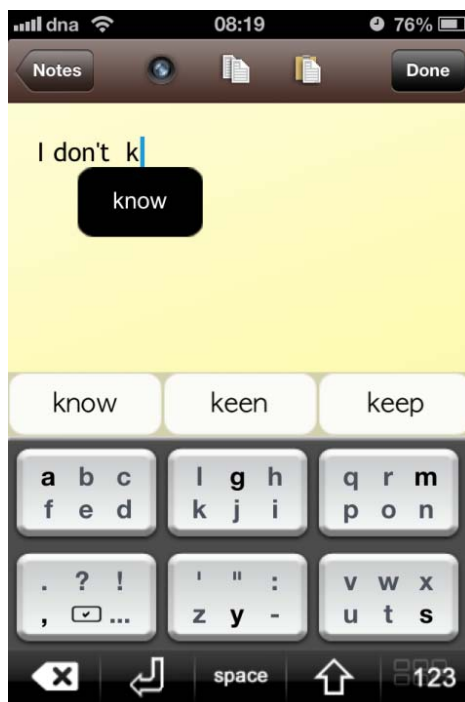 dna 08:19 76%
Notes Done
I don't k
know
know keen keep
a b c l g h q r m
f e d k j i p o n
. ? ! ' " : v w x
, ... z y - u t s
space 123